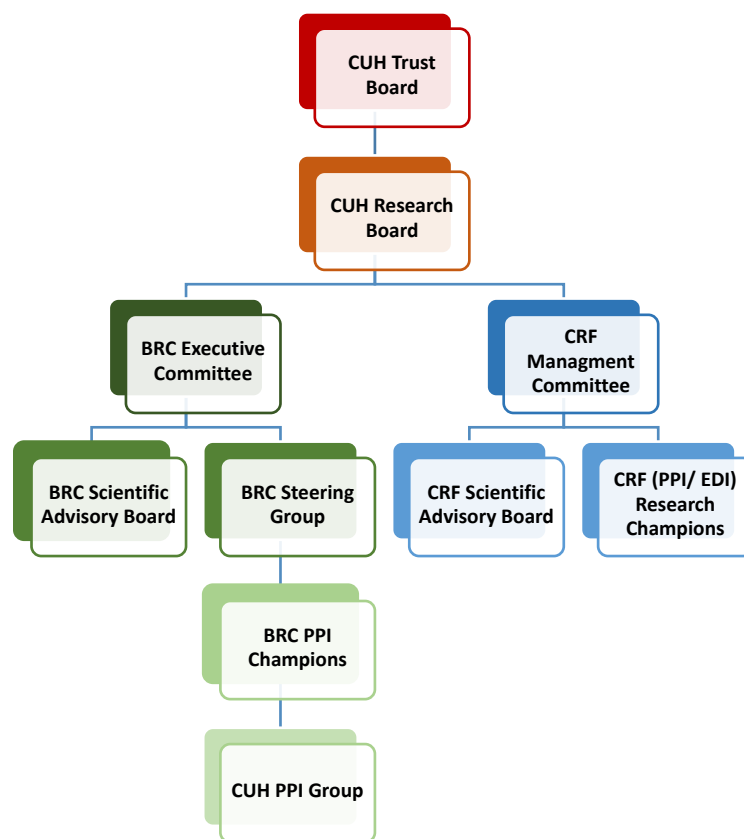 CUH Trust
Board
CUH Research
Board
BRC Executive
Committee
CRF
Managment
Committee
BRC Scientific
Advisory Board
BRC Steering
Group
CRF Scientific
Advisory Board
CRF (PPI/ EDI)
Research
Champions
BRC PPI
Champions
CUH PPI Group